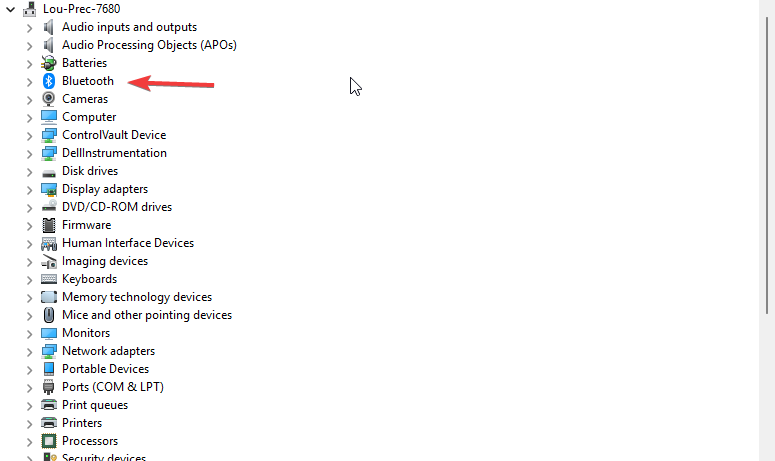 Lou-Prec-7680
Audio inputs and outputs
Audio Processing Objects (APOs)
Batteries
Bluetooth
Cameras
Computer
ControlVault Device
DellInstrumentation
Disk drives
Display adapters
DVD/CD-ROM drives
Firmware
Human Interface Devices
Imaging devices
Keyboards
Memory technology devices
Mice and other pointing devices
Monitors
Network adapters
Portable Devices
Ports (COM & LPT)
Print queues
Printers
Processors
Security devices